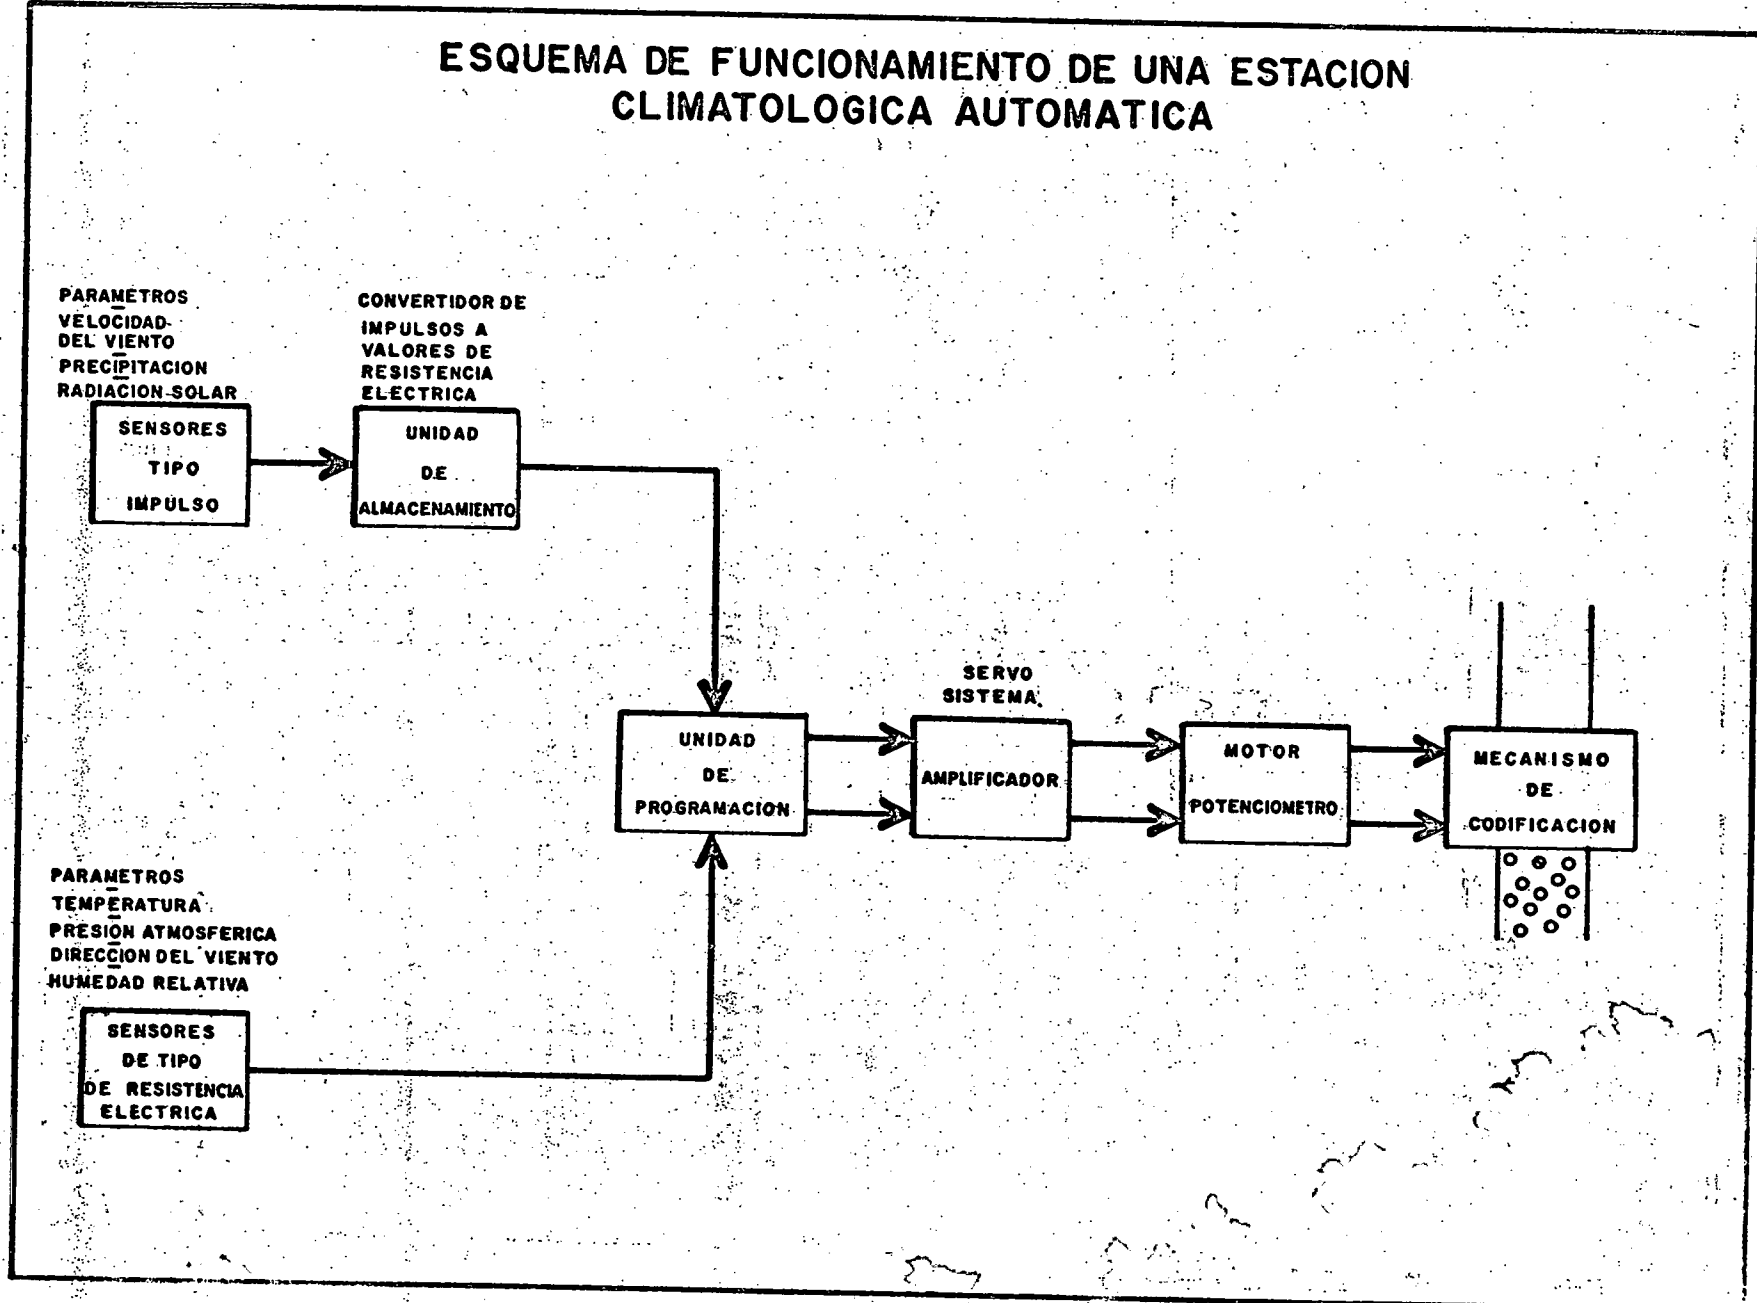 ESQUEMA DE FUNCIONAMIENTO DE UNA ESTACION
CLIMATOLOGICA AUTOMATICA
PARAMETROS
VELOCIDAD
DEL VIENTO
PRECIPITACION
RADIACION SOLAR
SENSORES
TIPO
IMPULSO
CONVERTIDOR DE
IMPULSOS A
VALORES DE
RESISTENCIA
ELECTRICA
UNIDAD
DE
ALMACENAMIENTO
UNIDAD
DE
PROGRAMACION
SERVO
SISTEMA
AMPLIFICADOR
MOTOR
POTENCIOMETRO
MECANISMO
DE
CODIFICACION
PARAMETROS
TEMPERATURA
PRESION ATMOSFERICA
DIRECCION DEL VIENTO
HUMEDAD RELATIVA
SENSORES
DE TIPO
DE RESISTENCIA
ELECTRICA